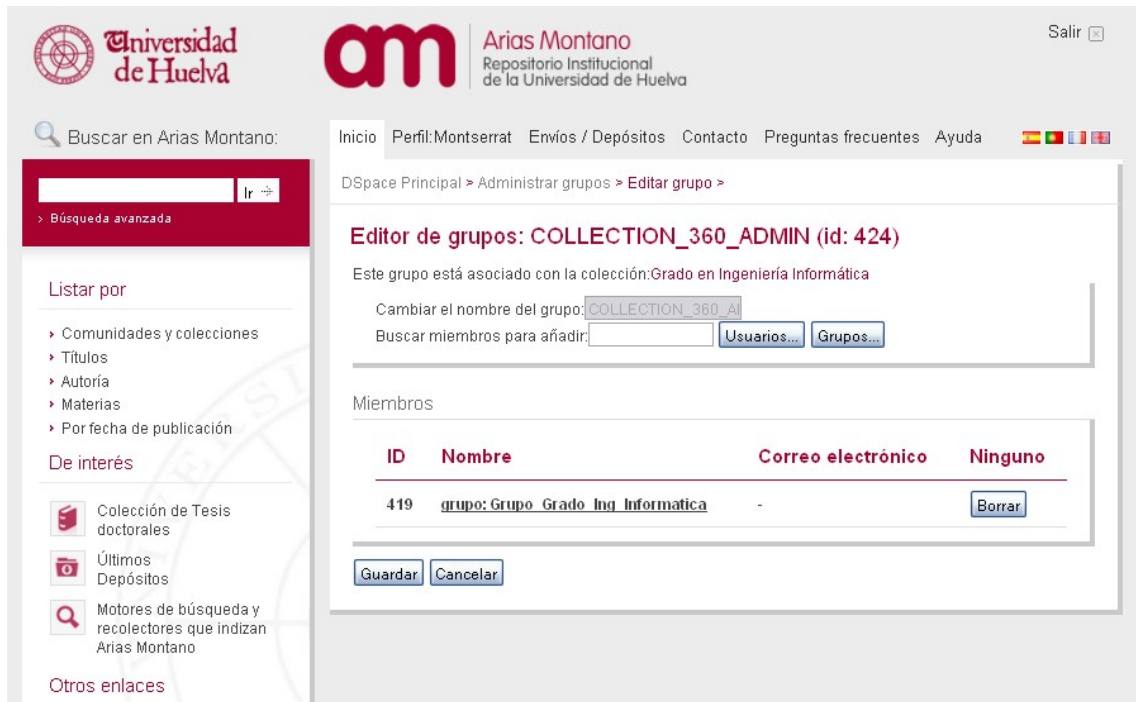 Universidad
de Huelva
am
Arias Montano
Repositorio Institucional
de la Universidad de Huelva
Salir
Buscar en Arias Montano:
Inicio Perfil:Montserrat Envíos / Depósitos Contacto Preguntas frecuentes Ayuda
Ir
> Búsqueda avanzada
DSpace Principal > Administrar grupos > Editar grupo >
Editor de grupos: COLLECTION_360_ADMIN (id: 424)
Este grupo está asociado con la colección:Grado en Ingeniería Informática
Cambiar el nombre del grupo: COLLECTION_360_AI
Buscar miembros para añadir: Usuarios... Grupos...
Listar por
Comunidades y colecciones
Títulos
Autoría
Materias
Por fecha de publicación
De interés
Colección de Tesis
doctorales
Últimos
Depósitos
Motores de búsqueda y
recolectores que indizan
Arias Montano
Otros enlaces
Miembros
ID Nombre Correo electrónico Ninguno
419 grupo: Grupo_Grado_Ing_Informatica - Borrar
Guardar Cancelar